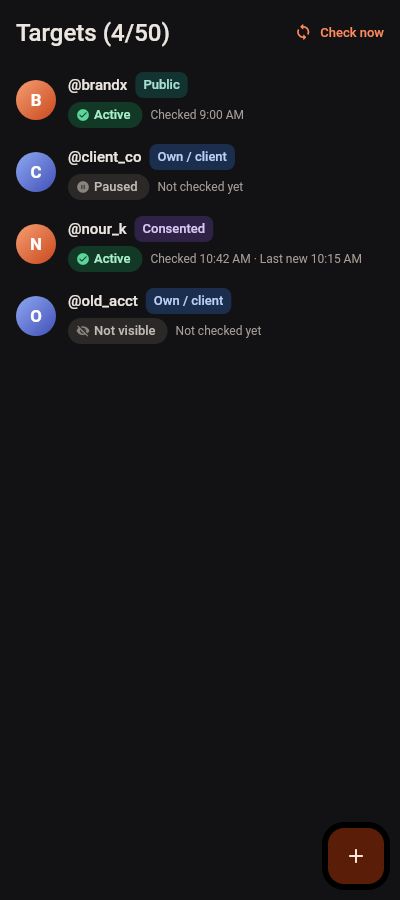 Targets (4/50)
Check now
B
@brandx Public
Active Checked 9:00 AM
C
@client_co Own / client
Paused Not checked yet
N
@nour_k Consented
Active Checked 10:42 AM · Last new 10:15 AM
O
@old_acct Own / client
Not visible Not checked yet
+